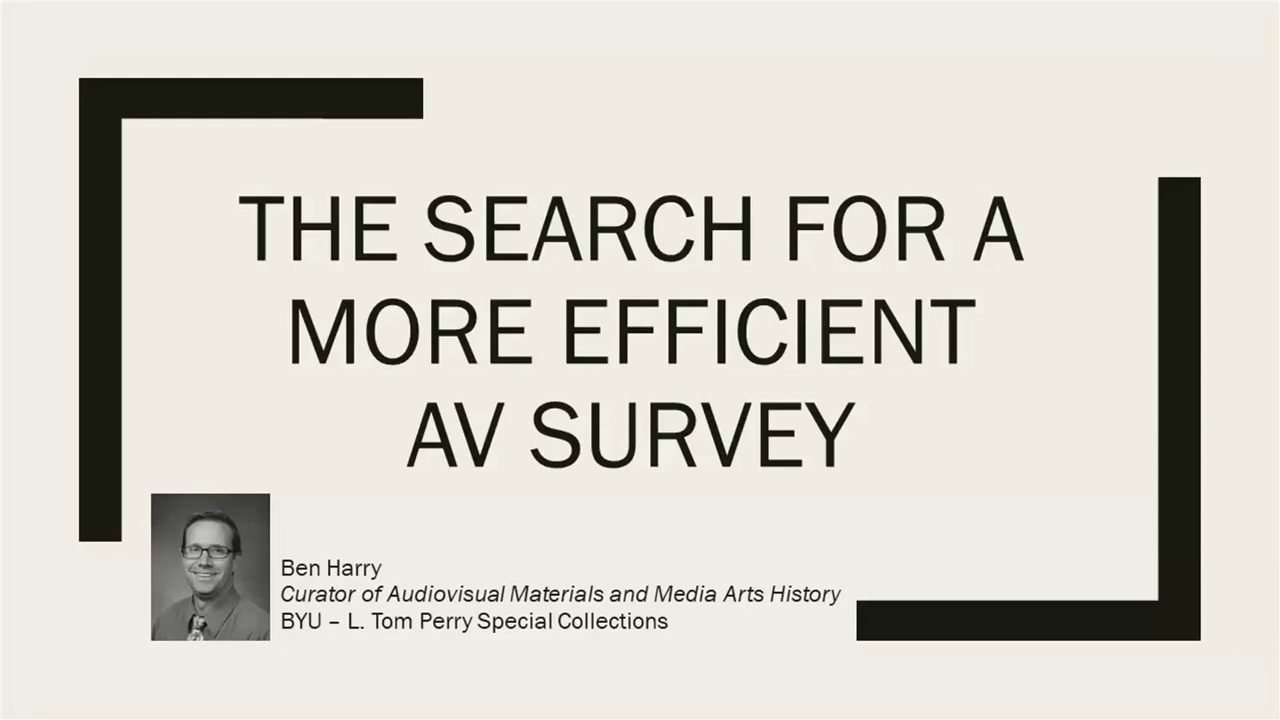 THE SEARCH FOR A
MORE EFFICIENT
AV SURVEY
Ben Harry
Curator of Audiovisual Materials and Media Arts History
BYU – L. Tom Perry Special Collections